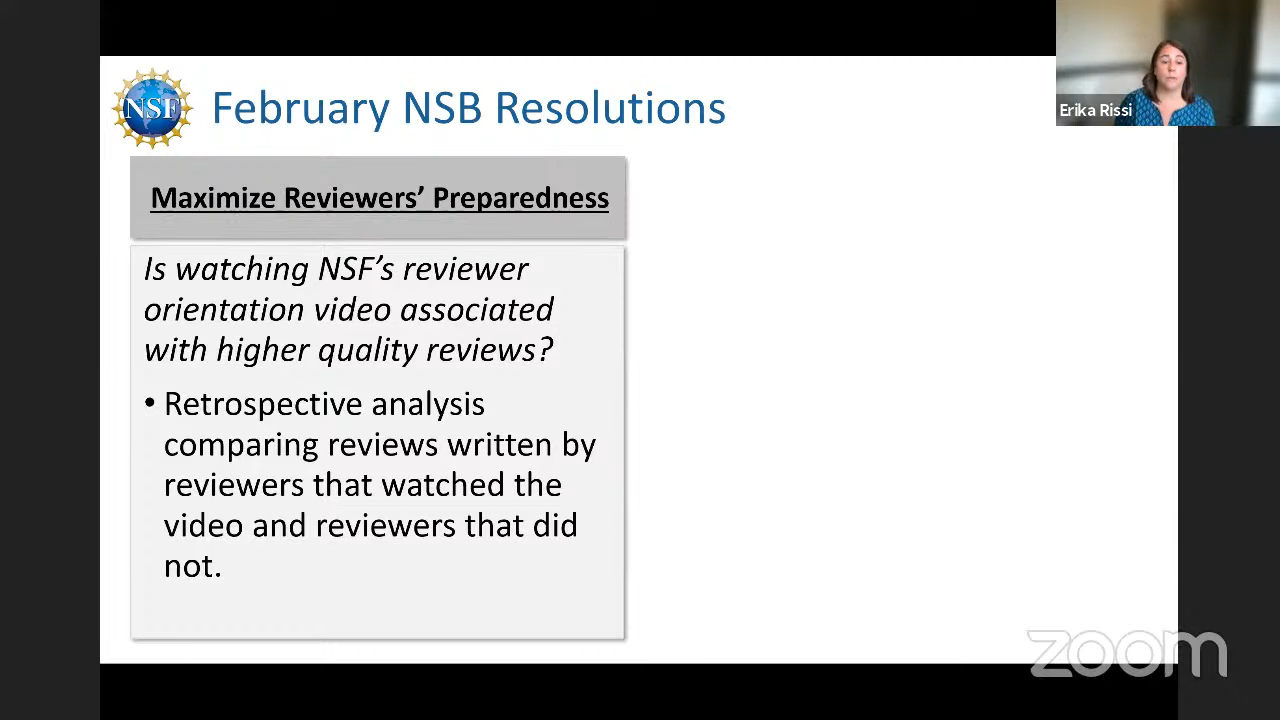 NSF
February NSB Resolutions
Erika Rissi
Maximize Reviewers’ Preparedness
Is watching NSF’s reviewer
orientation video associated
with higher quality reviews?
• Retrospective analysis
comparing reviews written by
reviewers that watched the
video and reviewers that did
not.
zoom